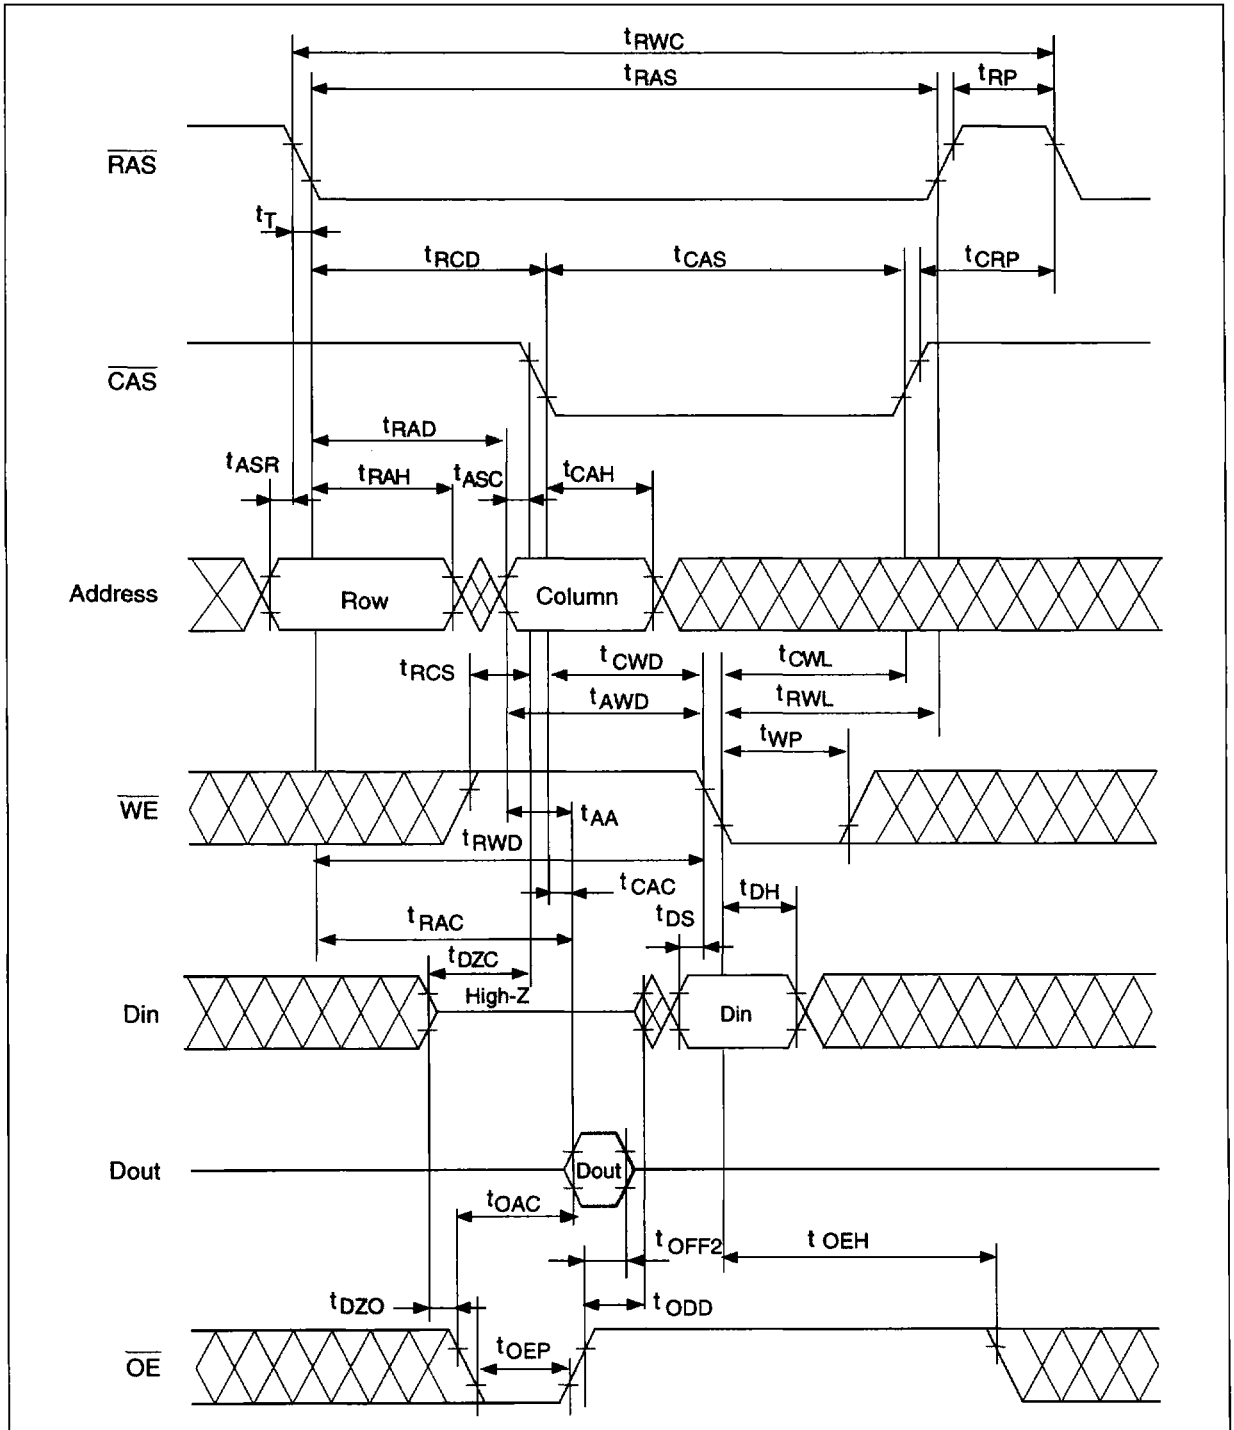 tRWC
tRAS
tRP
RAS
tT
tRCD
tCAS
tCRP
CAS
tRAD
tASR
tRAH
tASC
tCAH
Address
Row
Column
tRCS
tCWD
tCWL
tAWD
tRWL
tWP
WE
tAA
tRWD
tCAC
tDH
tRAC
tDS
tDZC
High-Z
Din
Din
Dout
Dout
tOAC
tOFF2
tOEH
tDZO
tODD
tOEP
OE